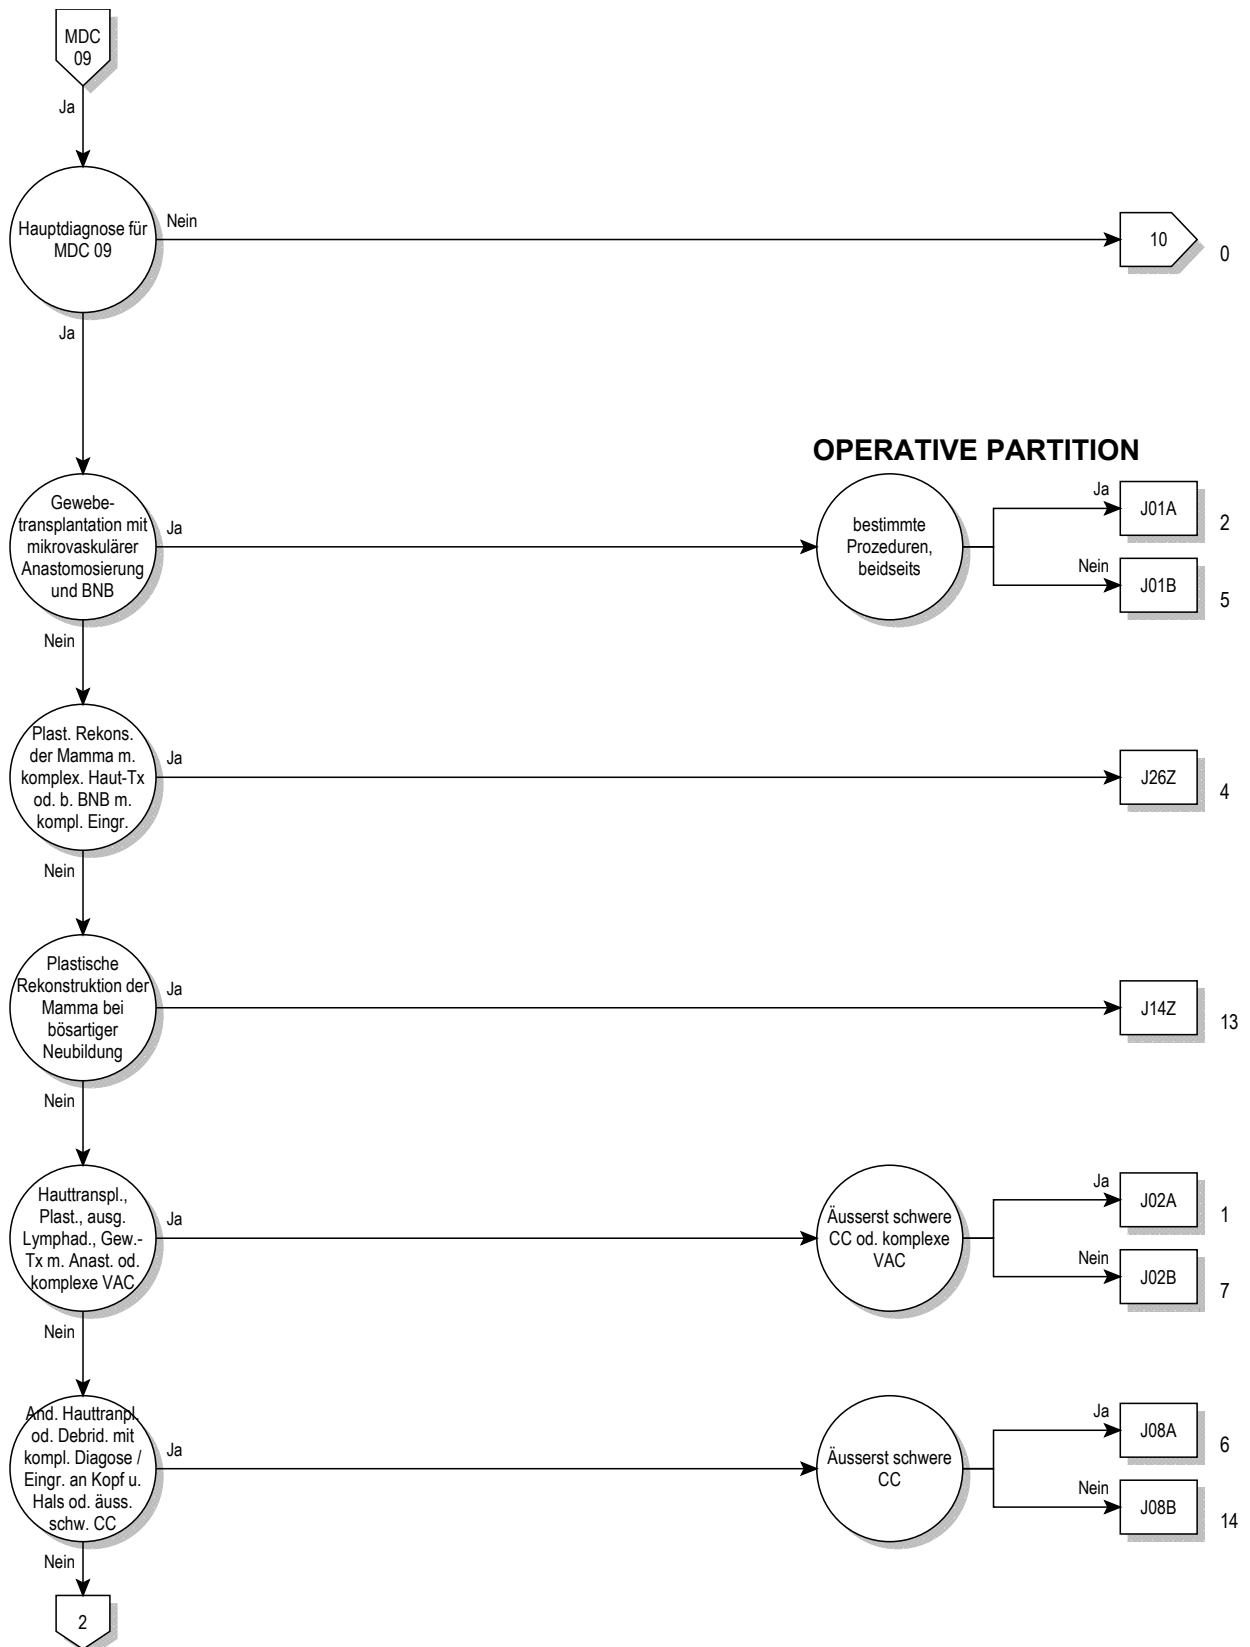 MDC
09
Ja
Hauptdiagnose für
MDC 09
Nein
10
0
Ja
OPERATIVE PARTITION
Gewebe-
transplantation mit
mikrovaskulärer
Anastomosierung
und BNB
Ja
bestimmte
Prozeduren,
beidseits
Ja
J01A
2
Nein
J01B
5
Nein
Plast. Rekons.
der Mamma m.
komplex. Haut-Tx
od. b. BNB m.
kompl. Eingr.
Ja
J26Z
4
Nein
Plastische
Rekonstruktion der
Mamma bei
bösartiger
Neubildung
Ja
J14Z
13
Nein
Hauttranspl.,
Plast., ausg.
Lymphad., Gew.-
Tx m. Anast. od.
komplexe VAC
Ja
Äusserst schwere
CC od. komplexe
VAC
Ja
J02A
1
Nein
J02B
7
Nein
And. Hauttranpl.
od. Debrid. mit
kompl. Diagose /
Eingr. an Kopf u.
Hals od. äuss.
schw. CC
Ja
Äusserst schwere
CC
Ja
J08A
6
Nein
J08B
14
Nein
2